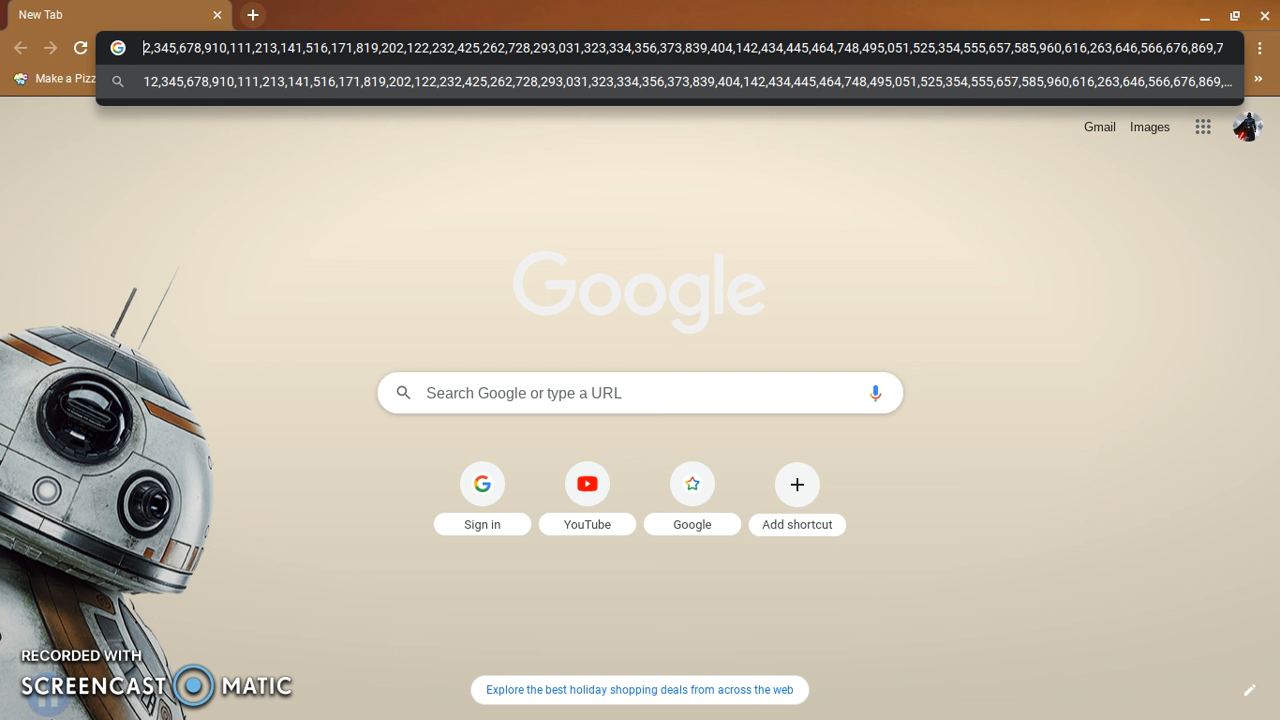 New Tab
2,345,678,910,111,213,141,516,171,819,202,122,232,425,262,728,293,031,323,334,356,373,839,404,142,434,445,464,748,495,051,525,354,555,657,585,960,616,263,646,566,676,869,7
Make a Pizz
12,345,678,910,111,213,141,516,171,819,202,122,232,425,262,728,293,031,323,334,356,373,839,404,142,434,445,464,748,495,051,525,354,555,657,585,960,616,263,646,566,676,869,...
»
Gmail Images
Google
Search Google or type a URL
Sign in YouTube Google Add shortcut
RECORDED WITH
SCREENCAST MATIC
Explore the best holiday shopping deals from across the web